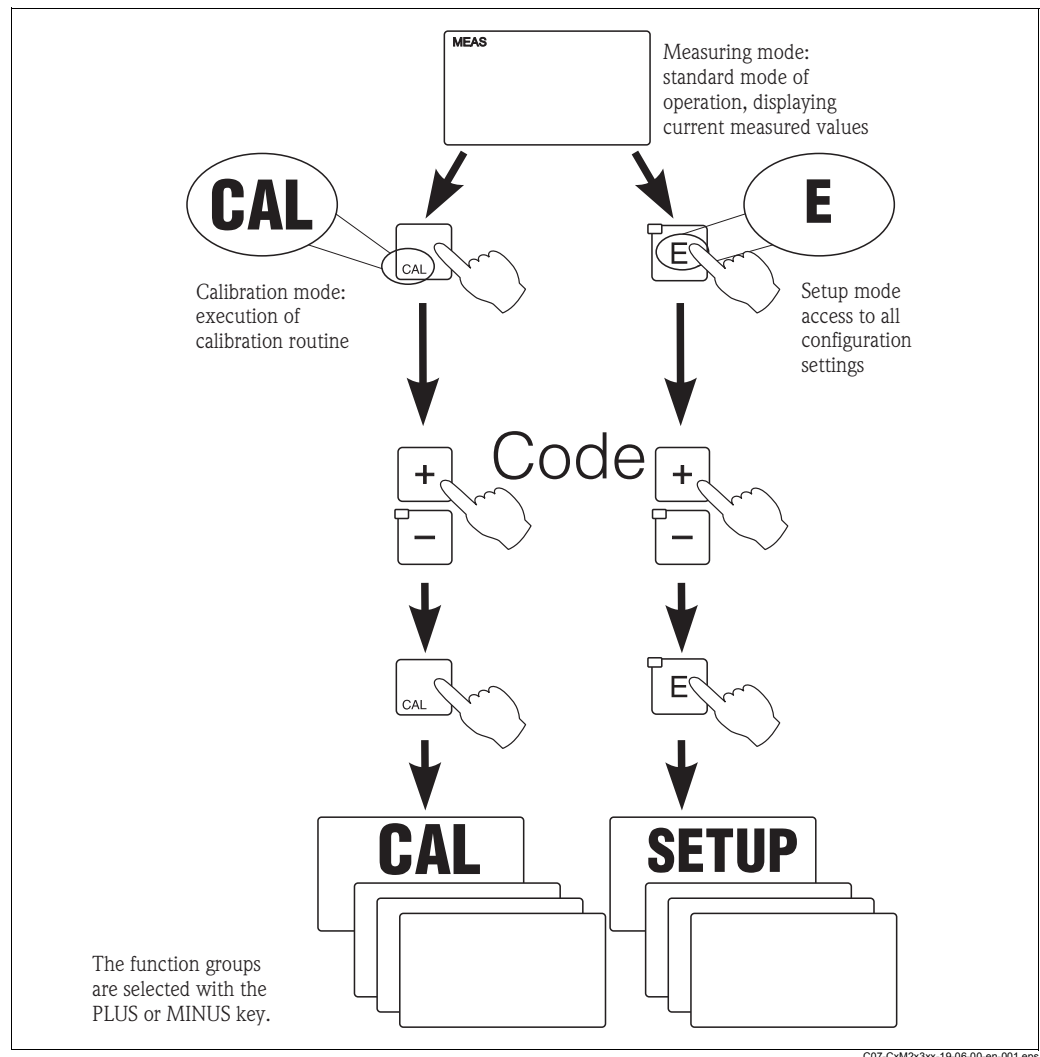 MEAS
Measuring mode:
standard mode of
operation, displaying
current measured values
CAL
E
CAL
E
Calibration mode:
execution of
calibration routine
Setup mode
access to all
configuration
settings
Code
+
+
−
−
CAL
E
CAL
SETUP
The function groups
are selected with the
PLUS or MINUS key.
C07-CxM2x3xx-19-06-00-en-001.eps